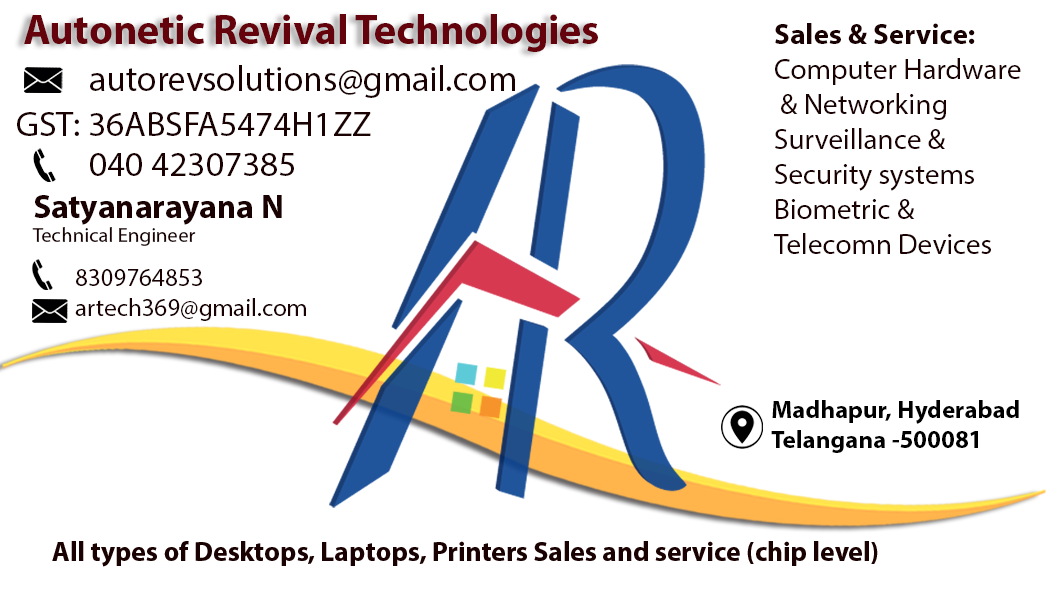 Autonetic Revival Technologies
autorevsolutions@gmail.com
GST: 36ABSFA5474H1ZZ
040 42307385
Satyanarayana N
Technical Engineer
8309764853
artech369@gmail.com
Sales & Service:
Computer Hardware
& Networking
Surveillance &
Security systems
Biometric &
Telecomn Devices
AR
Madhapur, Hyderabad
Telangana -500081
All types of Desktops, Laptops, Printers Sales and service (chip level)